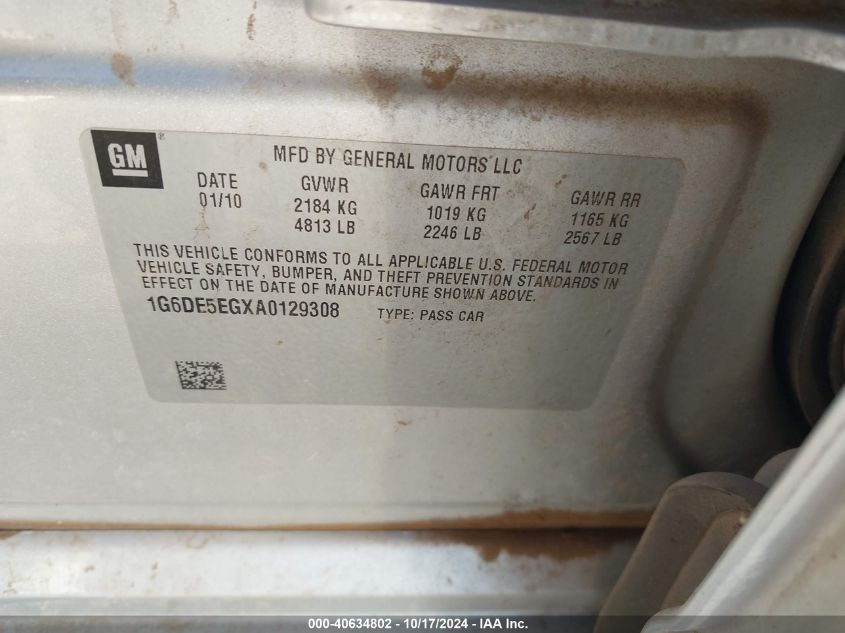 GM ®
MFD BY GENERAL MOTORS LLC
DATE GVWR GAWR FRT GAWR RR
01/10 2184 KG 1019 KG 1165 KG
4813 LB 2246 LB 2567 LB
THIS VEHICLE CONFORMS TO ALL APPLICABLE U.S. FEDERAL MOTOR
VEHICLE SAFETY, BUMPER, AND THEFT PREVENTION STANDARDS IN
EFFECT ON THE DATE OF MANUFACTURE SHOWN ABOVE.
1G6DE5EGXA0129308 TYPE: PASS CAR
000-40634802 - 10/17/2024 - IAA Inc.